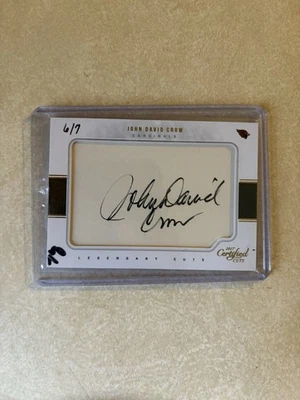 6/7
JOHN DAVID CROW
CARDINALS
John David
Crow
LEGENDARY CUTS
2017
Certified
CUTS